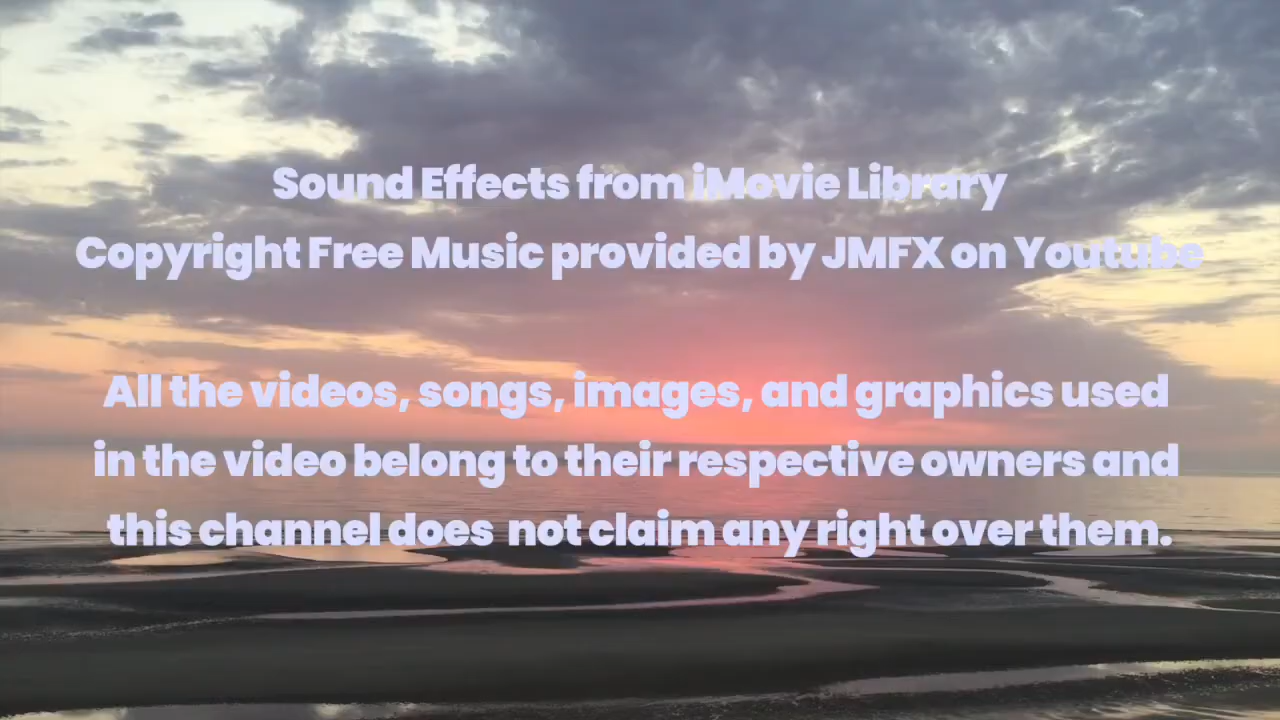 Sound Effects from iMovie Library
Copyright Free Music provided by JMFX on Youtube
All the videos, songs, images, and graphics used
in the video belong to their respective owners and
this channel does not claim any right over them.